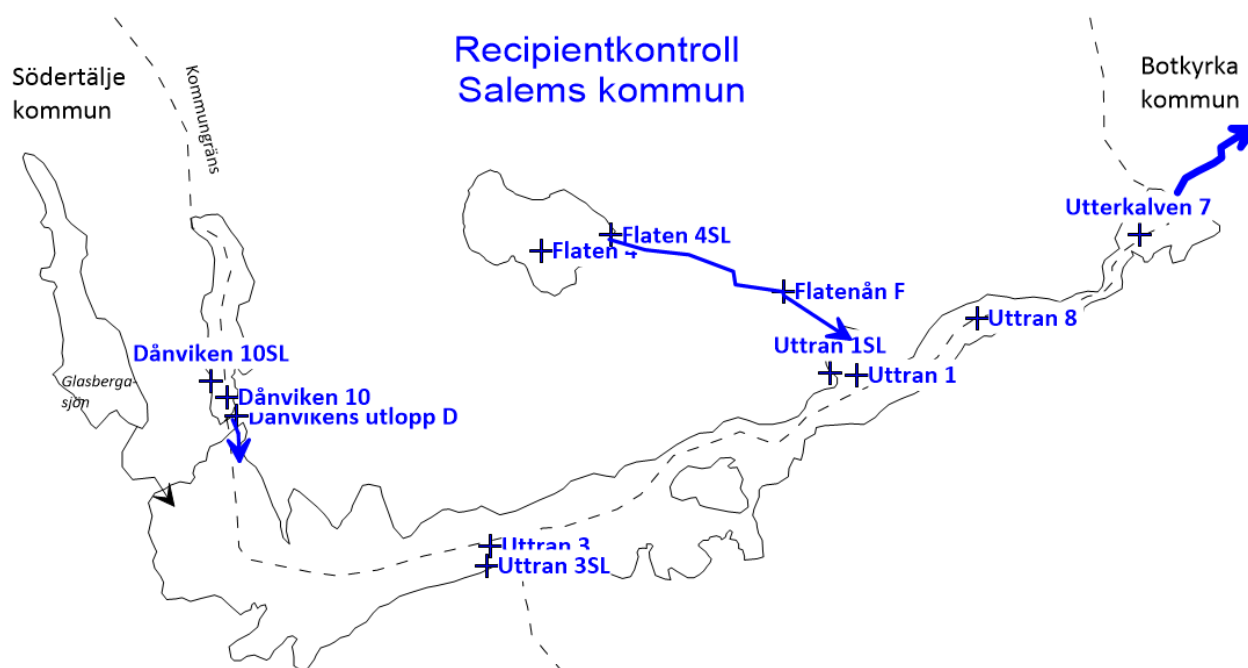 Recipientkontroll
Salems kommun
Södertälje
kommun
Kommungräns
Botkyrka
kommun
Utterkalven 7
Flaten 4SL
Flaten 4
Flatenån F
Uttran 8
Uttran 1SL
Uttran 1
Dånviken 10SL
Glasberga-
sjön
Dånviken 10
Dånvikens utlopp D
Uttran 3
Uttran 3SL